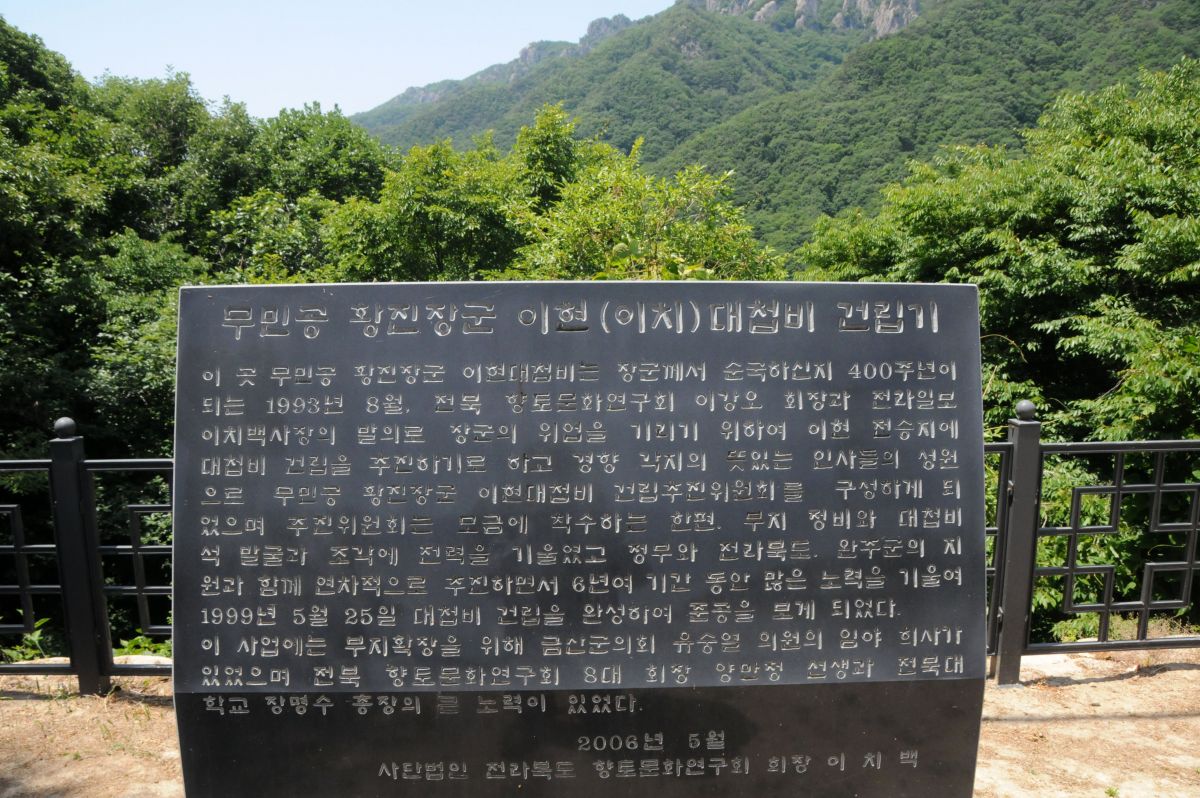 무민공 황진장군 이현(이치)대첩비 건립기
이 곳 무민공 황진장군 이현대첩비는 장군께서 순국하신지 400주년이
되는 1993년 8월, 전북 향토문화연구회 이강오 회장과 전라일보
이치백사장의 발의로 장군의 위업을 기리기 위하여 이현 전승지에
대첩비 건립을 추진하기로 하고 경향 각지의 뜻있는 인사들의 성원
으로 무민공 황진장군 이현대첩비 건립추진위원회를 구성하게 되
었으며 추진위원회는 모금에 착수하는 한편, 부지 정비와 대첩비
석 발굴과 조각에 전력을 기울였고 정부와 전라북도, 완주군의 지
원과 함께 연차적으로 추진하면서 6년여 기간 동안 많은 노력을 기울여
1999년 5월 25일 대첩비 건립을 완성하여 준공을 보게 되었다.
이 사업에는 부지확장을 위해 금산군의회 유승열 의원의 임야 희사가
있었으며 전북 향토문화연구회 8대 회장 양만정 선생과 전북대
학교 장명수 총장의 큰 노력이 있었다.
2006년 5월
사단법인 전라북도 향토문화연구회 회장 이 치 백